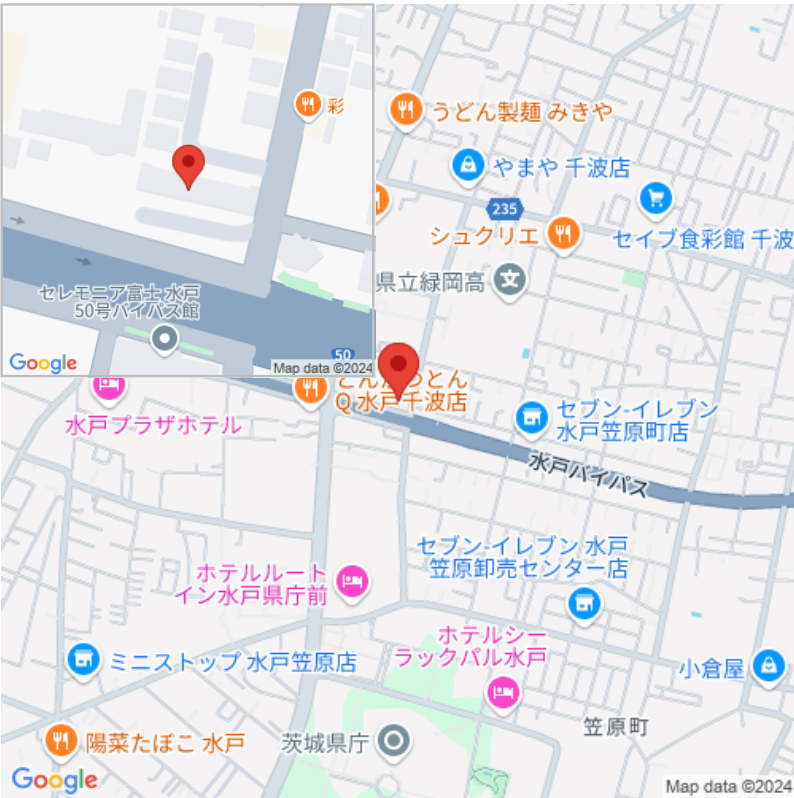 彩
セレモニア富士 水戸
50号バイパス館
50
Google
Map data ©2024
うどん製麺 みきや
やまや 千波店
235
シュクリエ
セイブ食彩館 千波
県立緑岡高
とんかつとん
Q 水戸千波店
水戸プラザホテル
セブン-イレブン
水戸笠原町店
水戸バイパス
セブン-イレブン 水戸
笠原卸売センター店
ホテルルート
イン水戸県庁前
ホテルシー
ラックパル水戸
ミニストップ 水戸笠原店
小倉屋
笠原町
陽菜たばこ 水戸
茨城県庁
Google
Map data ©2024